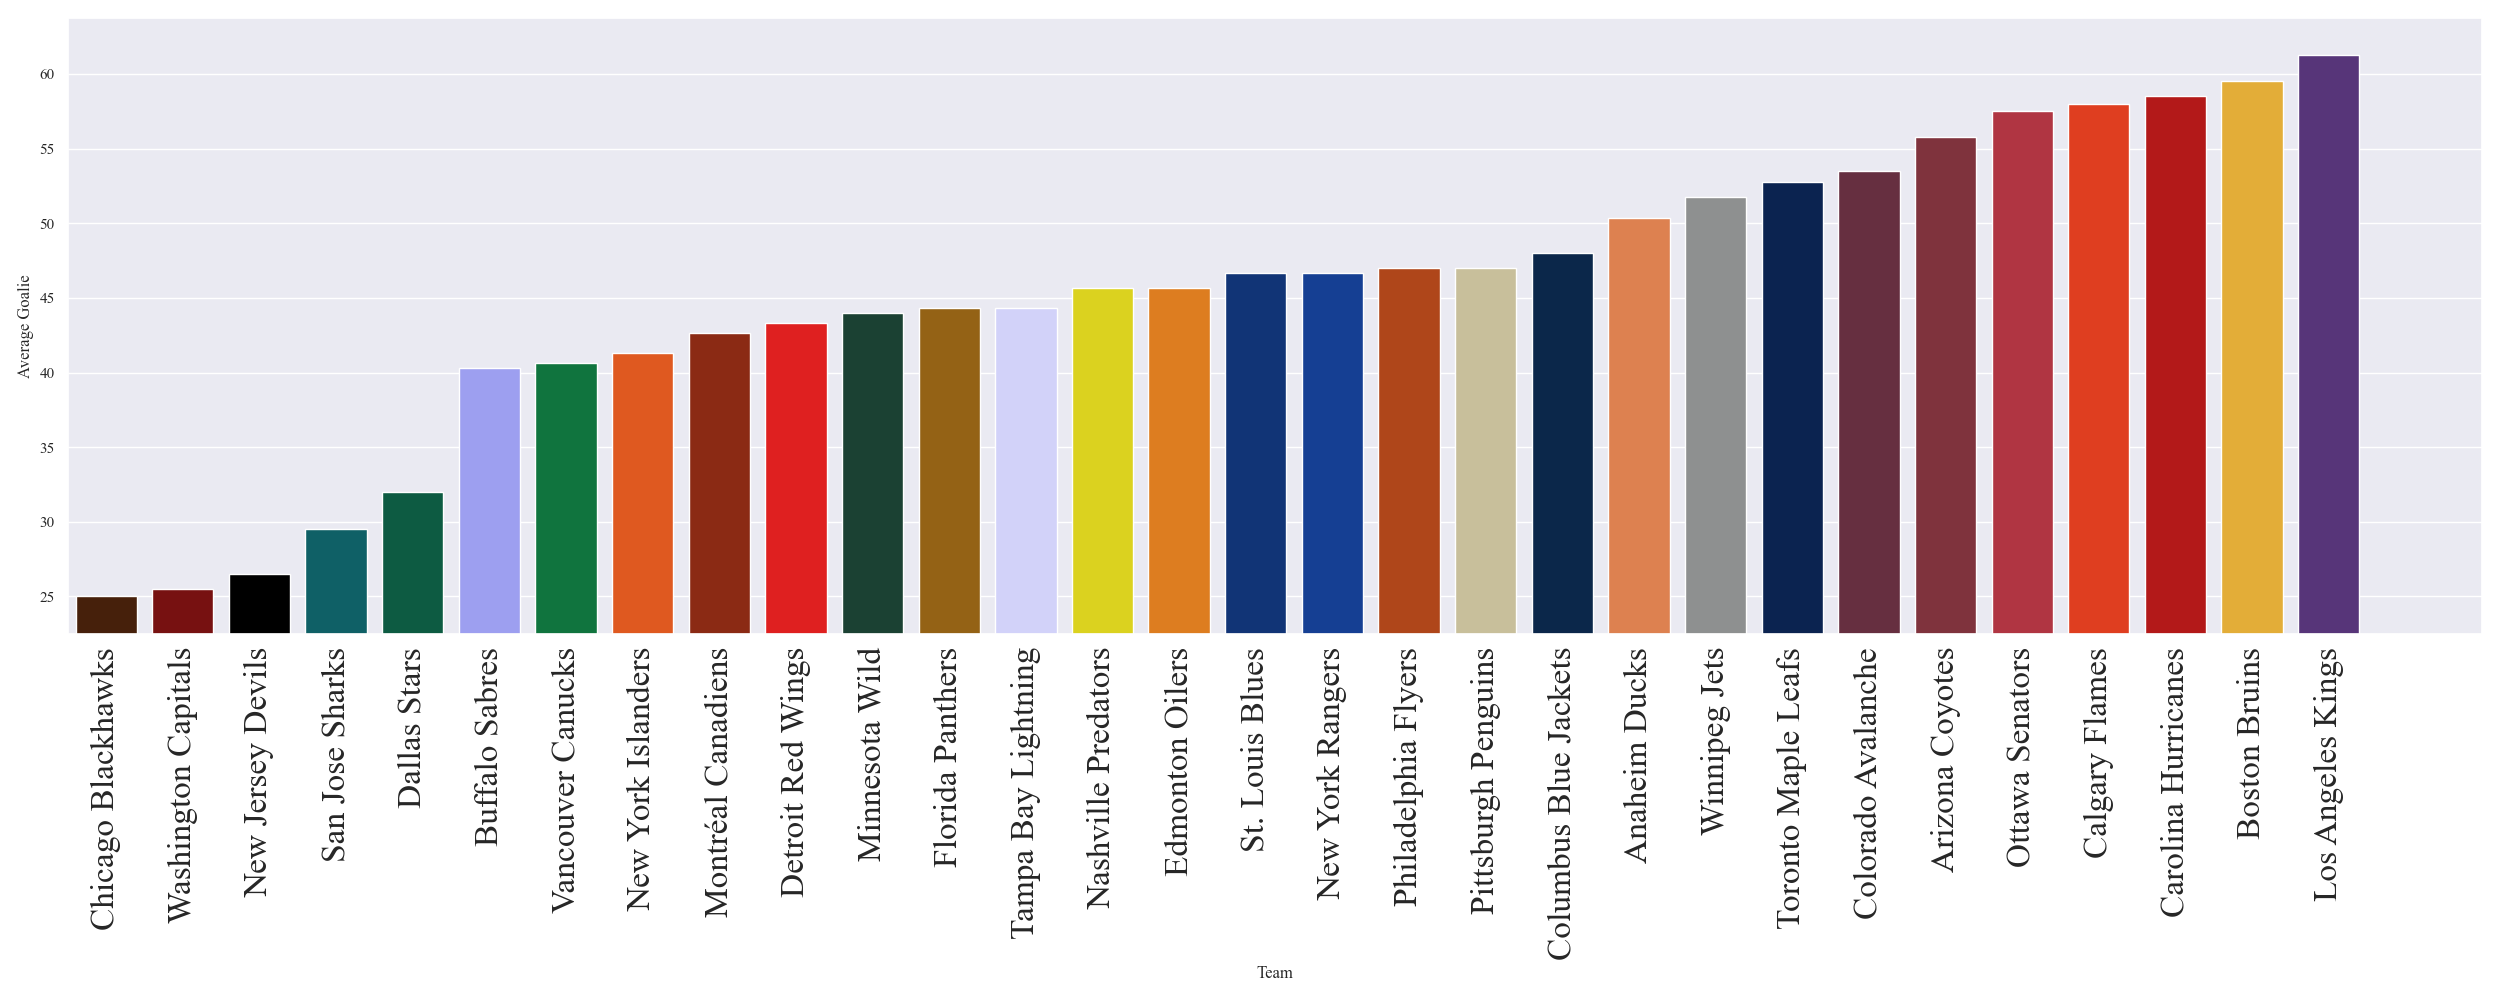 60
55
50
45
40
35
30
25
Average Goalie
Chicago Blackhawks
Washington Capitals
New Jersey Devils
San Jose Sharks
Dallas Stars
Buffalo Sabres
Vancouver Canucks
New York Islanders
Montréal Canadiens
Detroit Red Wings
Minnesota Wild
Florida Panthers
Tampa Bay Lightning
Nashville Predators
Edmonton Oilers
St. Louis Blues
New York Rangers
Philadelphia Flyers
Pittsburgh Penguins
Columbus Blue Jackets
Anaheim Ducks
Winnipeg Jets
Toronto Maple Leafs
Colorado Avalanche
Arizona Coyotes
Ottawa Senators
Calgary Flames
Carolina Hurricanes
Boston Bruins
Los Angeles Kings
Team